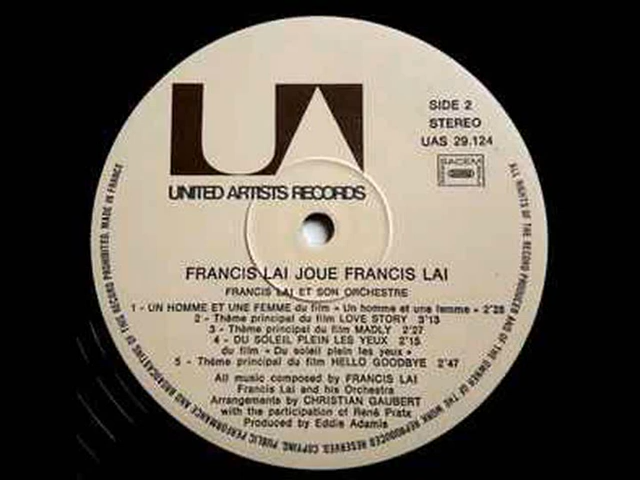 UA
UNITED ARTISTS RECORDS
SIDE 2
STEREO
UAS 29.124
SACEM
FRANCIS LAI JOUE FRANCIS LAI
FRANCIS LAI ET SON ORCHESTRE
1 - UN HOMME ET UNE FEMME du film « Un homme et une femme » 2'28
2 - Thème principal du film LOVE STORY 3'13
3 - Thème principal du film MADLY 2'27
4 - DU SOLEIL PLEIN LES YEUX 2'15
du film « Du soleil plein les yeux »
5 - Thème principal du film HELLO GOODBYE 2'47
All music composed by FRANCIS LAI
Francis Lai and his Orchestra
Arrangements by CHRISTIAN GAUBERT
with the participation of René Pratx
Produced by Eddie Adamis
ALL RIGHTS OF THE RECORD PRODUCER AND OF THE OWNER OF THE WORK REPRODUCED RESERVED. COPYING, PUBLIC PERFORMANCE AND BROADCASTING OF THIS RECORD PROHIBITED. MADE IN FRANCE